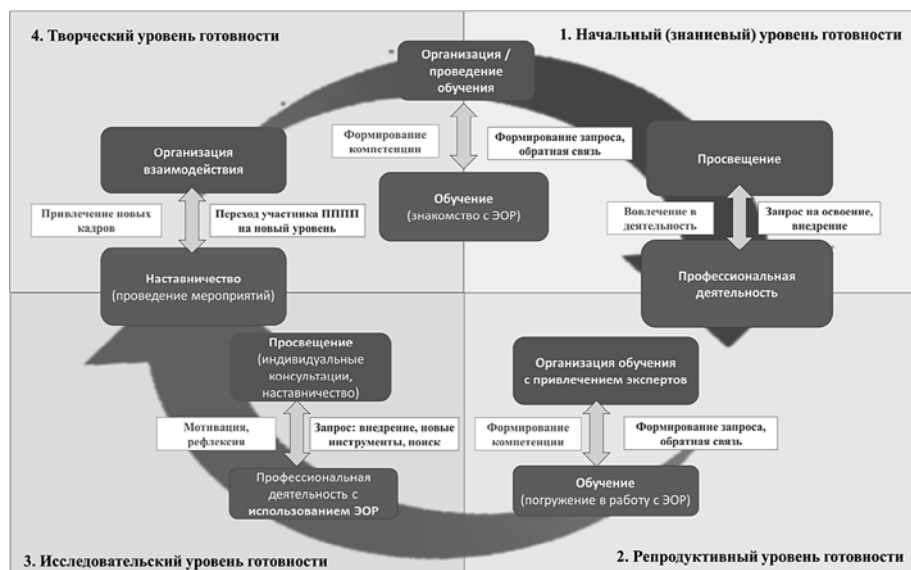 4. Творческий уровень готовности
1. Начальный (знаниевый) уровень готовности
Организация /
проведение
обучения
Формирование
компетенции
Формирование запроса,
обратная связь
Обучение
(знакомство с ЭОР)
Организация
взаимодействия
Привлечение новых
кадров
Переход участника ПППП
на новый уровень
Наставничество
(проведение мероприятий)
Просвещение
Вовлечение в
деятельность
Запрос на освоение,
внедрение
Профессиональная
деятельность
Просвещение
(индивидуальные
консультации,
наставничество)
Мотивация,
рефлексия
Запрос: внедрение, новые
инструменты, поиск
Профессиональная
деятельность с
использованием ЭОР
Организация обучения
с привлечением экспертов
Формирование
компетенции
Формирование запроса,
обратная связь
Обучение
(погружение в работу с ЭОР)
3. Исследовательский уровень готовности
2. Репродуктивный уровень готовности